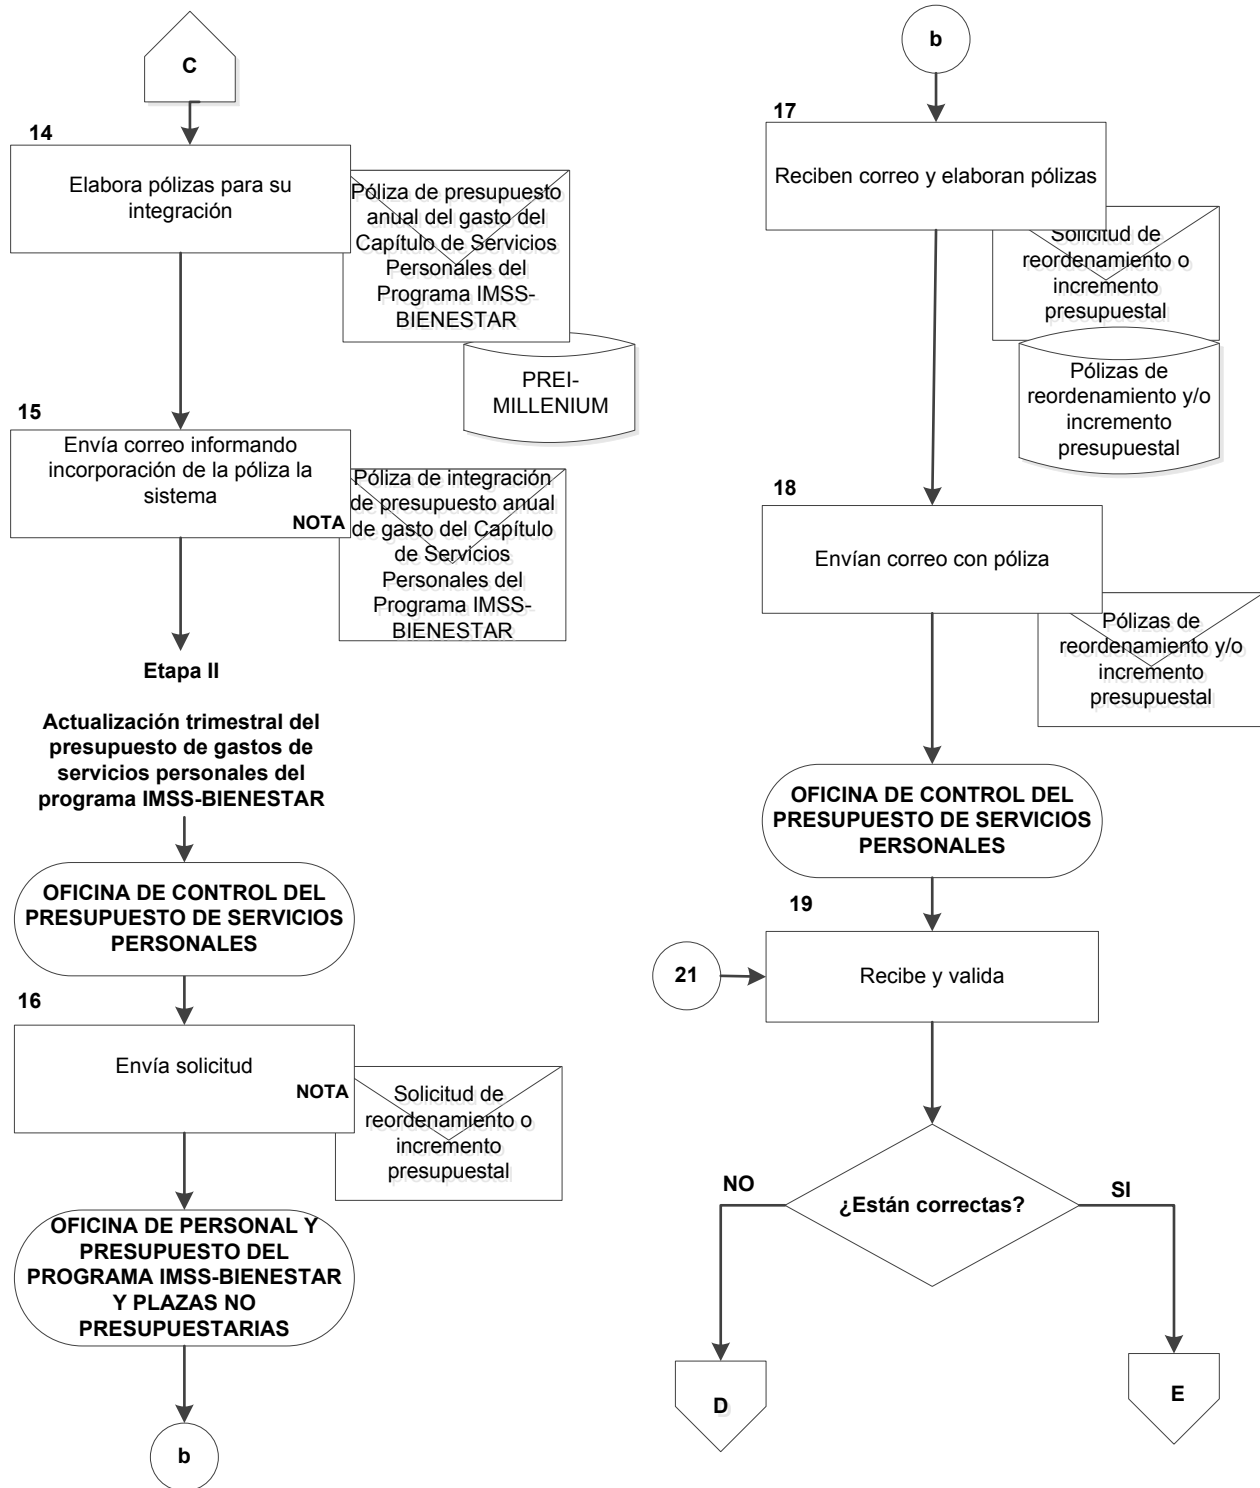 C
14
Elabora pólizas para su
integración
Póliza de presupuesto
anual del gasto del
Capítulo de Servicios
Personales del
Programa IMSS-
BIENESTAR
PREI-
MILLENIUM
15
Envía correo informando
incorporación de la póliza la
sistema
NOTA
Póliza de integración
de presupuesto anual
de gasto del Capítulo
de Servicios
Personales del
Programa IMSS-
BIENESTAR
Etapa II
Actualización trimestral del
presupuesto de gastos de
servicios personales del
programa IMSS-BIENESTAR
OFICINA DE CONTROL DEL
PRESUPUESTO DE SERVICIOS
PERSONALES
16
Envía solicitud
NOTA
Solicitud de
reordenamiento o
incremento
presupuestal
OFICINA DE PERSONAL Y
PRESUPUESTO DEL
PROGRAMA IMSS-BIENESTAR
Y PLAZAS NO
PRESUPUESTARIAS
b
b
17
Reciben correo y elaboran pólizas
Solicitud de
reordenamiento o
incremento
presupuestal
Pólizas de
reordenamiento y/o
incremento
presupuestal
18
Envían correo con póliza
Pólizas de
reordenamiento y/o
incremento
presupuestal
OFICINA DE CONTROL DEL
PRESUPUESTO DE SERVICIOS
PERSONALES
19
21
Recibe y valida
¿Están correctas?
NO
SI
D
E